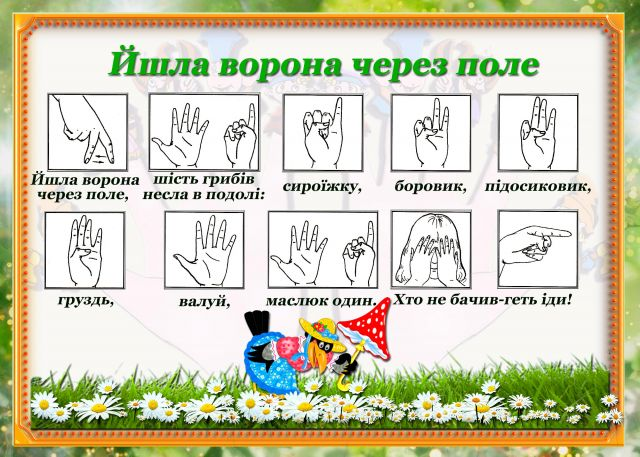 Йшла ворона через поле
Йшла ворона
через поле,
шість грибів
несла в подолі:
сироїжку,
боровик,
підосиковик,
груздь,
валуй,
маслюк один.
Хто не бачив-геть іди!